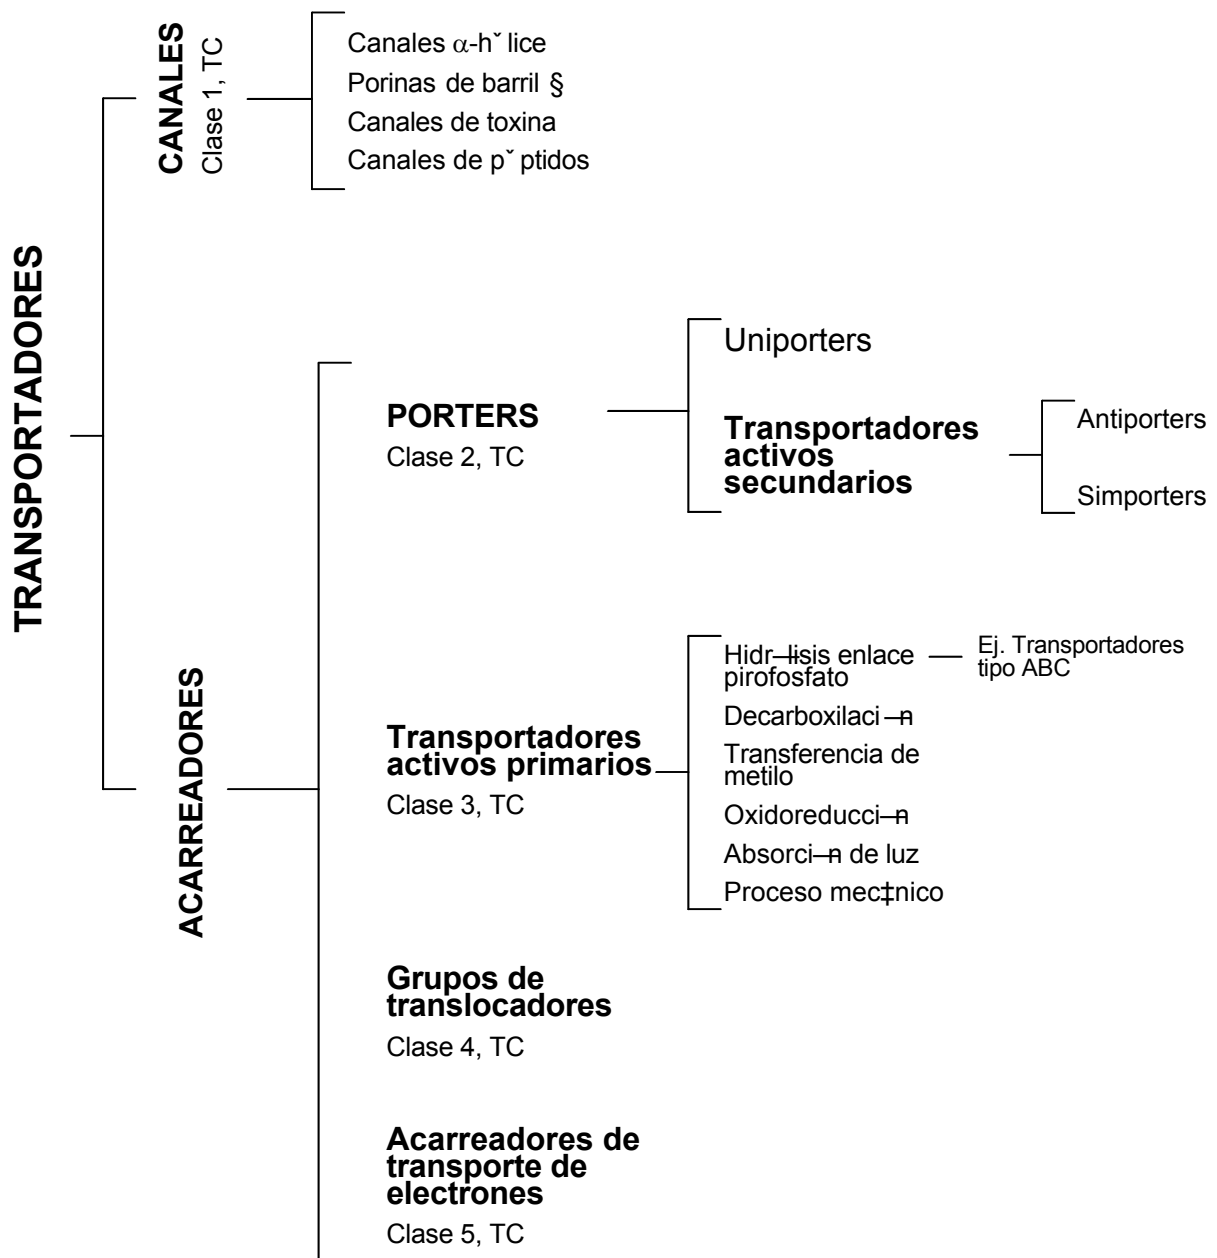 TRANSPORTADORES
CANALES
Clase 1, TC
Canales α-hˇ lice
Porinas de barril §
Canales de toxina
Canales de pˇ ptidos
ACARREADORES
PORTERS
Clase 2, TC
Uniporters
Transportadores
activos
secundarios
Antiporters
Simporters
Transportadores
activos primarios
Clase 3, TC
Hidr—lisis enlace
pirofosfato
Ej. Transportadores
tipo ABC
Decarboxilaci—n
Transferencia de
metilo
Oxidoreducci—n
Absorci—n de luz
Proceso mec‡nico
Grupos de
translocadores
Clase 4, TC
Acarreadores de
transporte de
electrones
Clase 5, TC